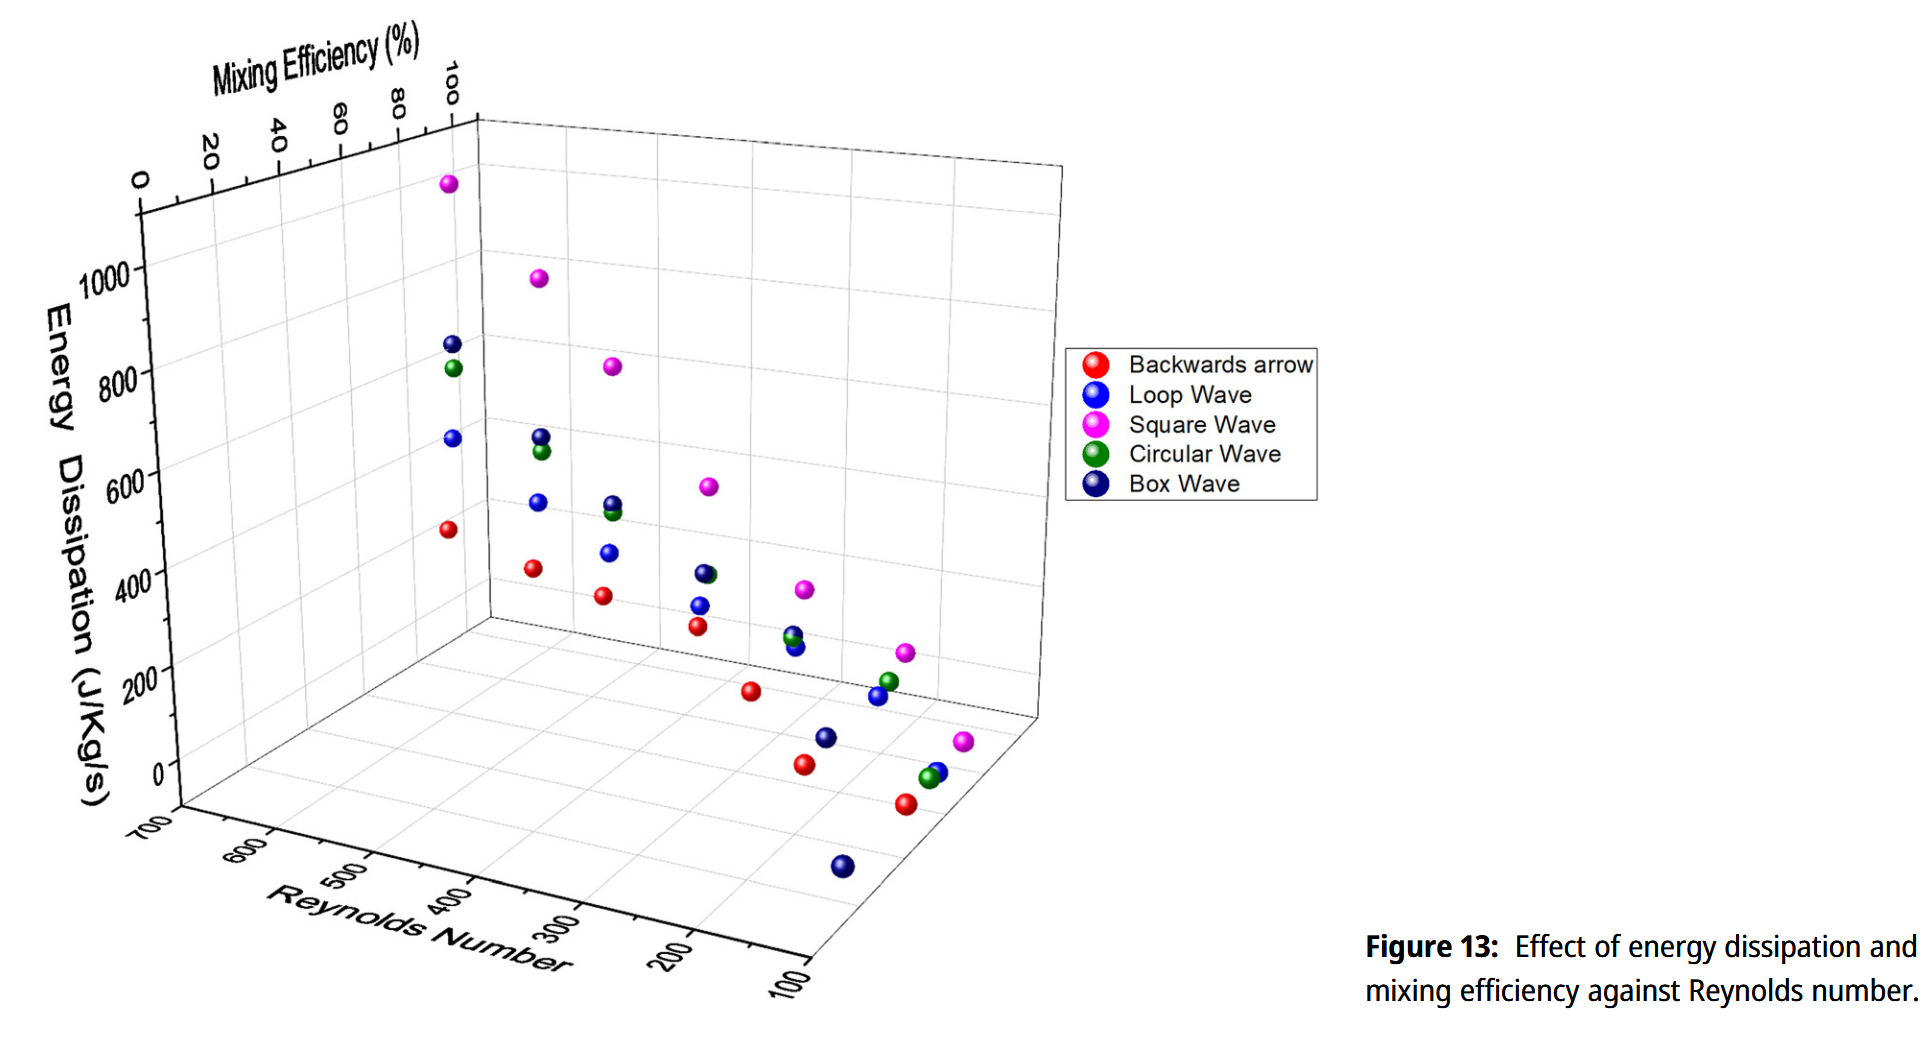 Mixing Efficiency (%)
0 20 40 60 80 100
Energy Dissipation (J/Kg/s)
1000
800
600
400
200
0
700 600 500 400 300 200 100
Reynolds Number
Backwards arrow
Loop Wave
Square Wave
Circular Wave
Box Wave
Figure 13: Effect of energy dissipation and
mixing efficiency against Reynolds number.